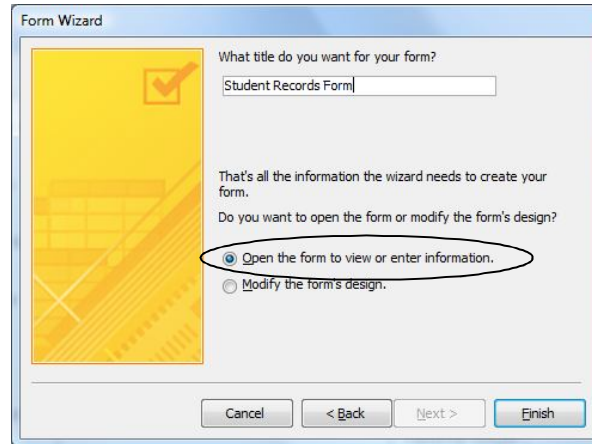 Form Wizard
What title do you want for your form?
Student Records Form
That's all the information the wizard needs to create your
form.
Do you want to open the form or modify the form's design?
Open the form to view or enter information.
Modify the form's design.
Cancel
< Back
Next >
Finish